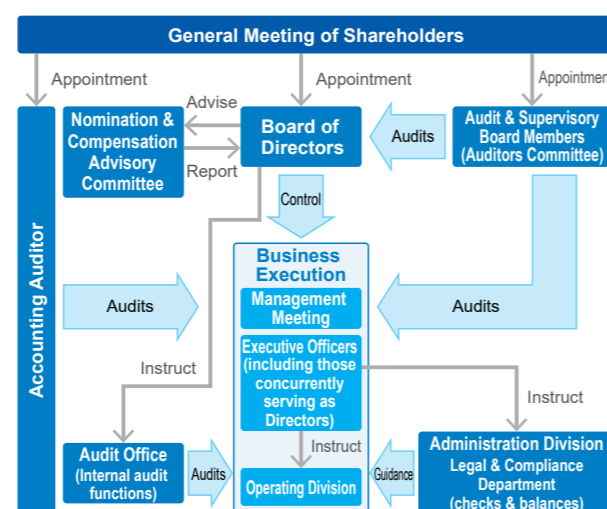 General Meeting of Shareholders
Appointment
Appointment
Appointmen
Accounting Auditor
Nomination &
Compensation
Advisory
Committee
Advise
Report
Board of
Directors
Audits
Audit & Supervisory
Board Members
(Auditors Committee)
Control
Business
Execution
Management
Meeting
Audits
Audits
Executive Officers
(including those
concurrently
serving as
Directors)
Instruct
Instruct
Instruct
Audit Office
(Internal audit
functions)
Audits
Operating Division
Guidance
Administration Division
Legal & Compliance
Department
(checks & balances)